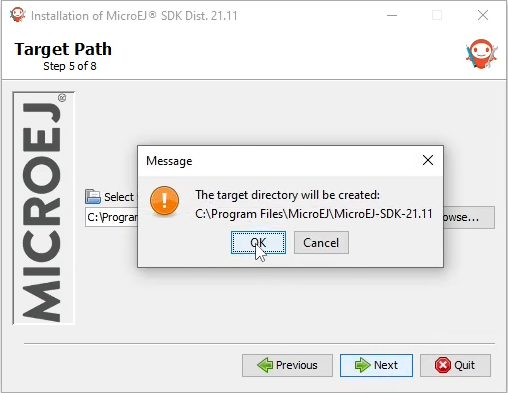 Installation of MicroEJ® SDK Dist. 21.11
Target Path
Step 5 of 8
MICROEJ®
Message
The target directory will be created:
C:\Program Files\MicroEJ\MicroEJ-SDK-21.11
OK
Cancel
Select
C:\Program
owse...
Previous
Next
Quit